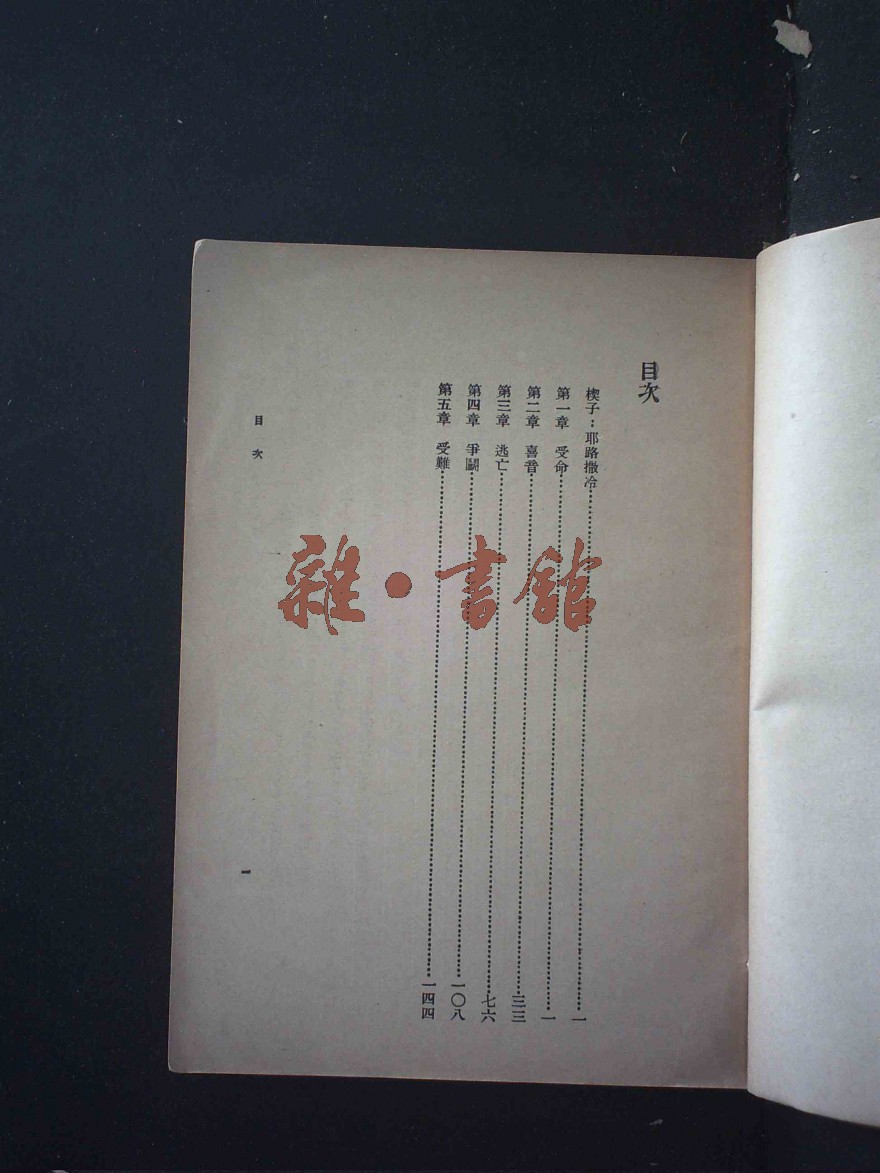 目次
楔子：耶路撒冷……一
第一章　受命……一
第二章　喜音……三三
第三章　逃亡……七六
第四章　爭鬭……一〇八
第五章　受難……一四四
目次
一
雜·書館